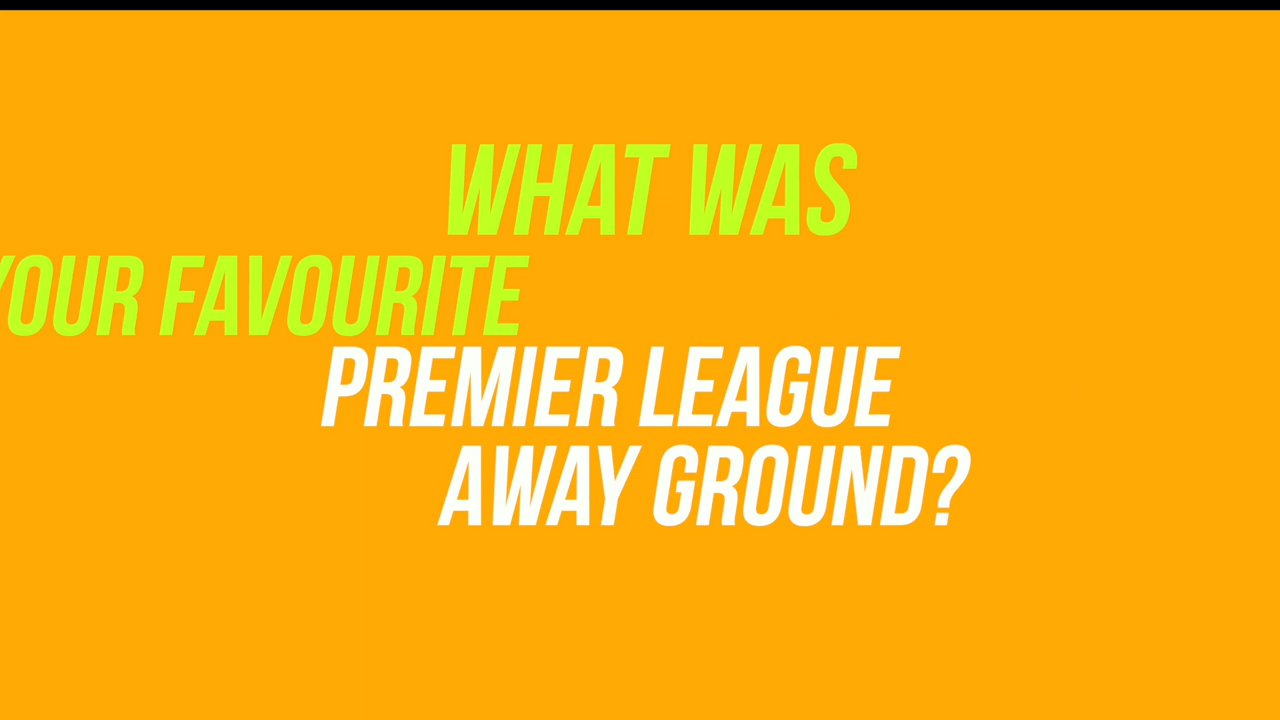 WHAT WAS
YOUR FAVOURITE
PREMIER LEAGUE
AWAY GROUND?